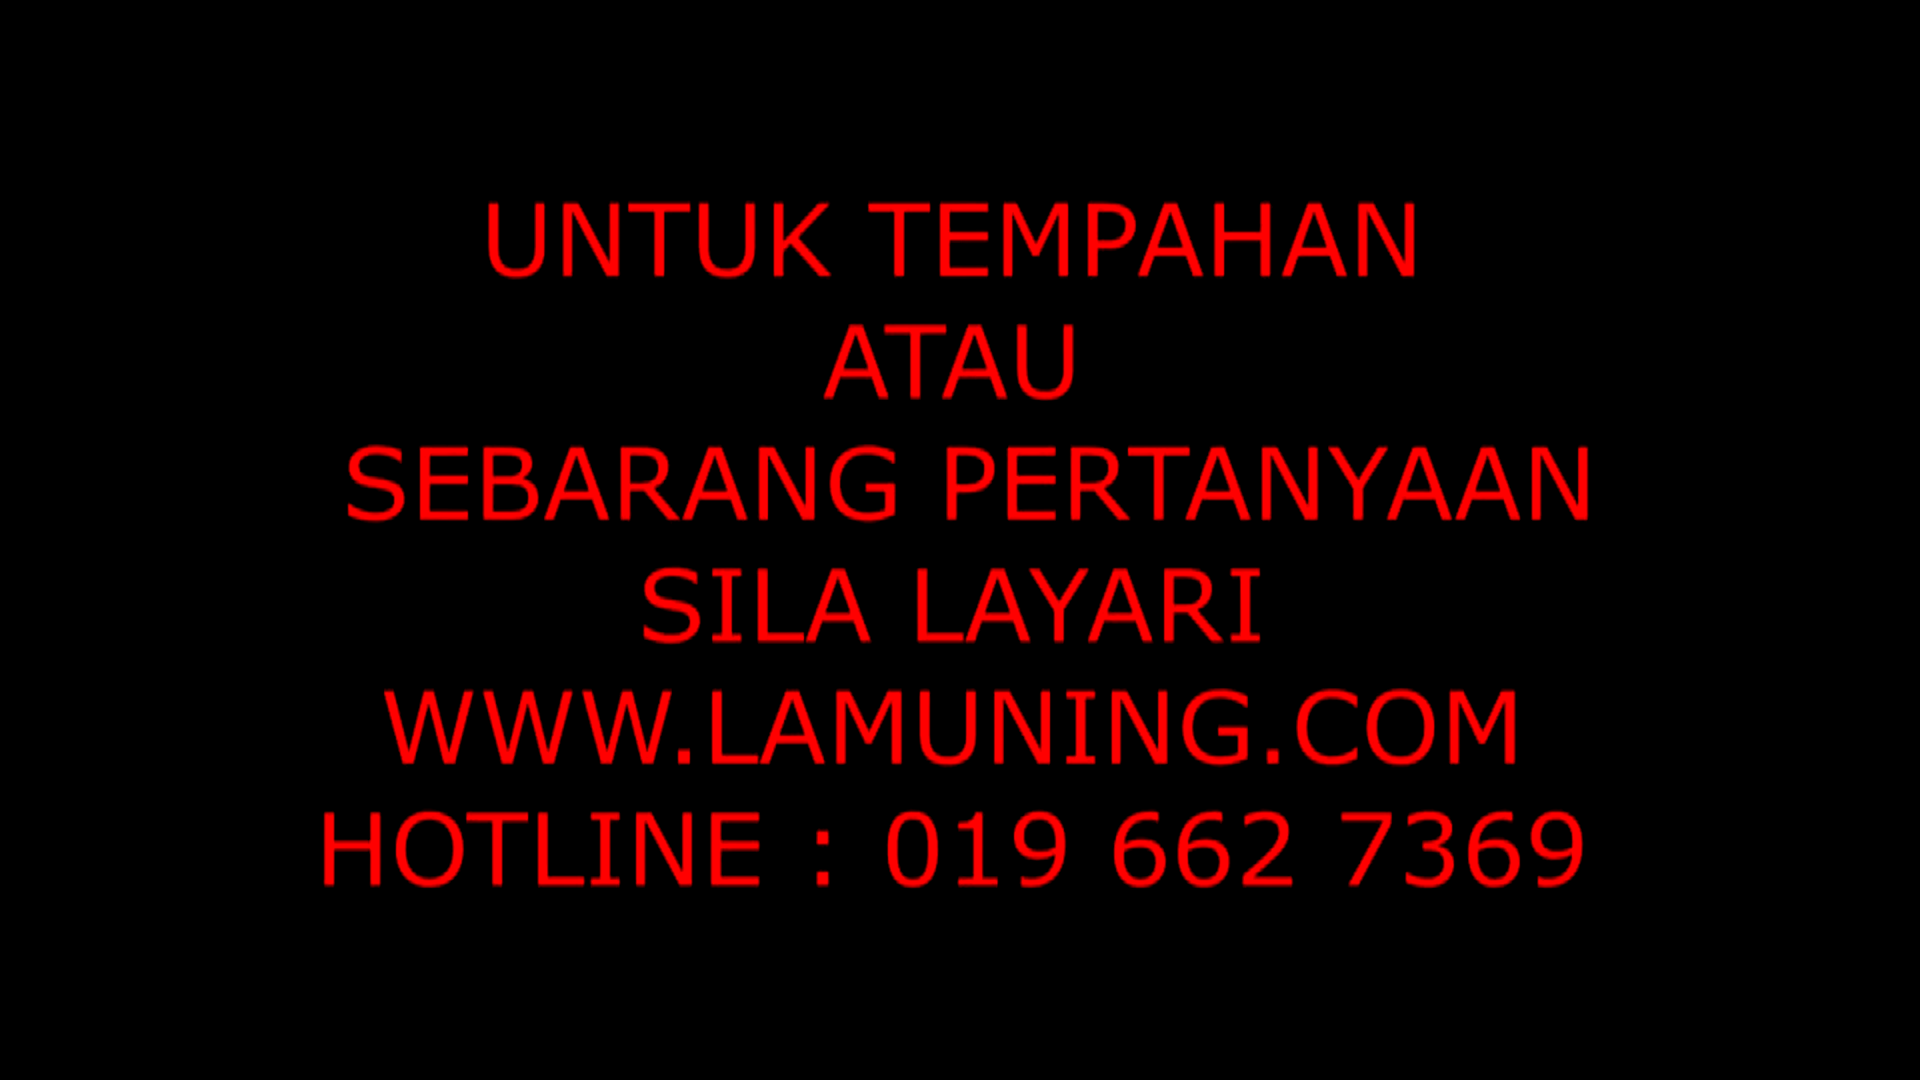 UNTUK TEMPAHAN
ATAU
SEBARANG PERTANYAAN
SILA LAYARI
WWW.LAMUNING.COM
HOTLINE : 019 662 7369